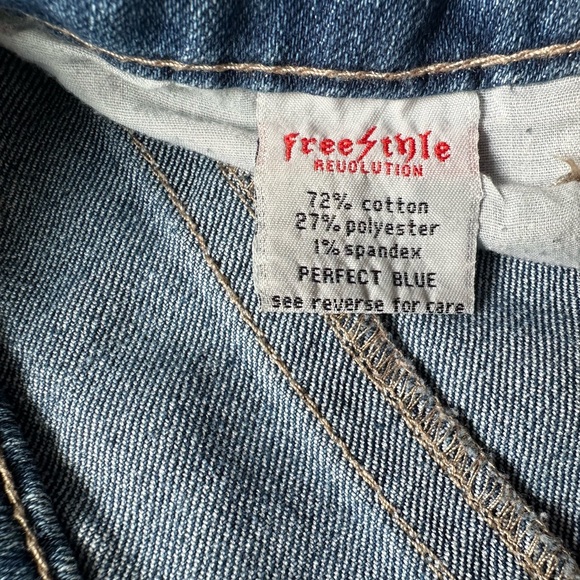 freestyle
REVOLUTION
72% cotton
27% polyester
1% spandex
PERFECT BLUE
see reverse for care